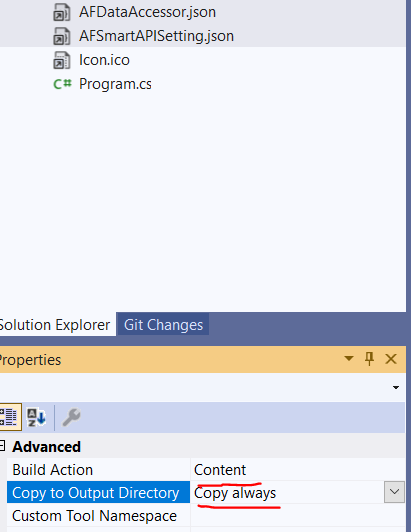 AFDataAccessor.json
AFSmartAPISetting.json
Icon.ico
C# Program.cs
Solution Explorer Git Changes
Properties
Advanced
Build Action Content
Copy to Output Directory Copy always
Custom Tool Namespace